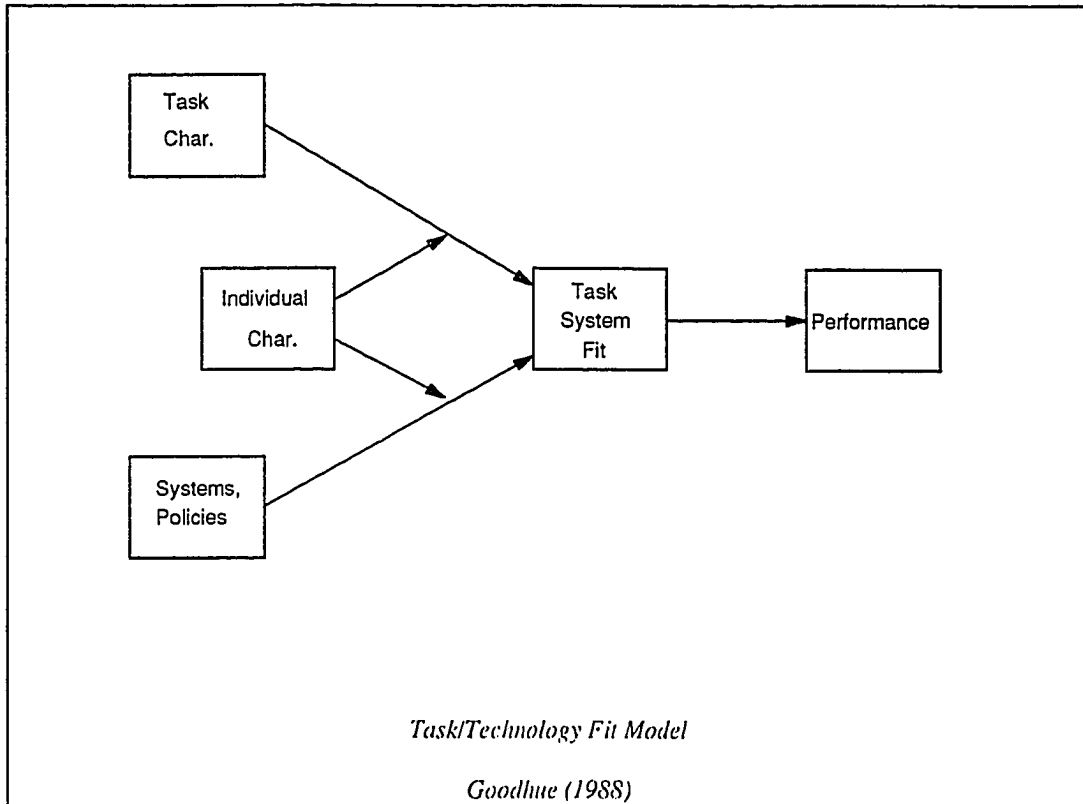 Task
Char.
Individual
Char.
Task
System
Fit
Performance
Systems,
Policies
Task/Technology Fit Model
Goodhue (1988)